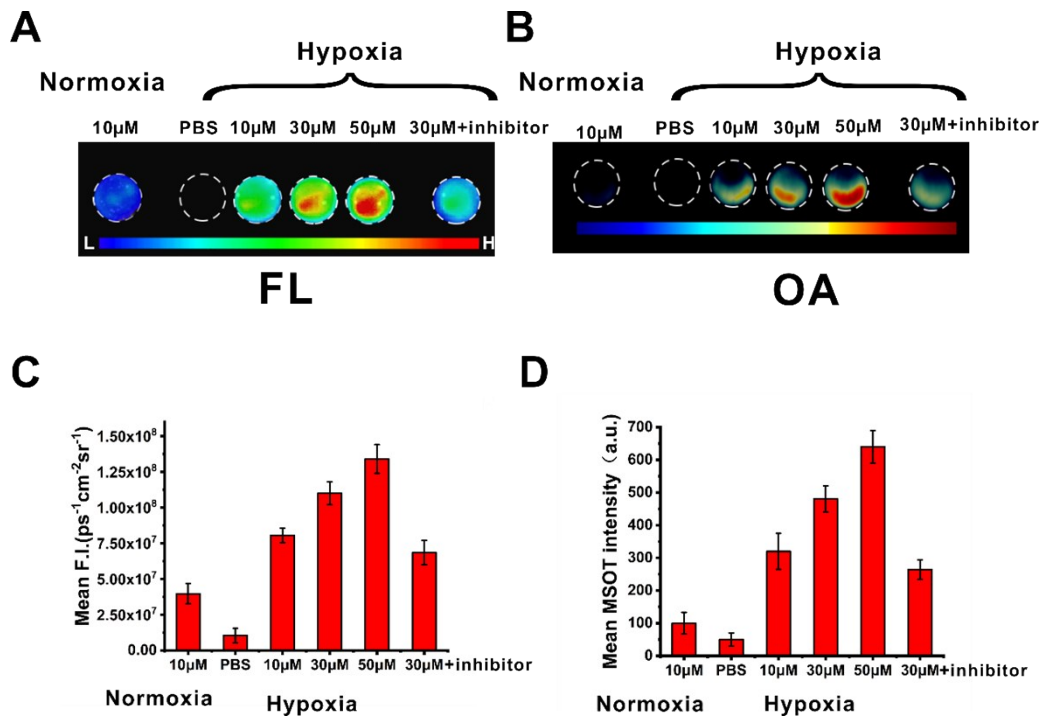 A
Hypoxia
Normoxia
10μM PBS 10μM 30μM 50μM 30μM+inhibitor
L H
FL
B
Hypoxia
Normoxia
10μM PBS 10μM 30μM 50μM 30μM+inhibitor
OA
C
Mean F.I.(ps⁻¹cm⁻²sr⁻¹)
1.50x10⁸
1.25x10⁸
1.00x10⁸
7.50x10⁷
5.00x10⁷
2.50x10⁷
0.00
10μM PBS 10μM 30μM 50μM 30μM+inhibitor
Normoxia Hypoxia
D
Mean MSOT intensity（a.u.)
700
600
500
400
300
200
100
0
10μM PBS 10μM 30μM 50μM 30μM+inhibitor
Normoxia Hypoxia